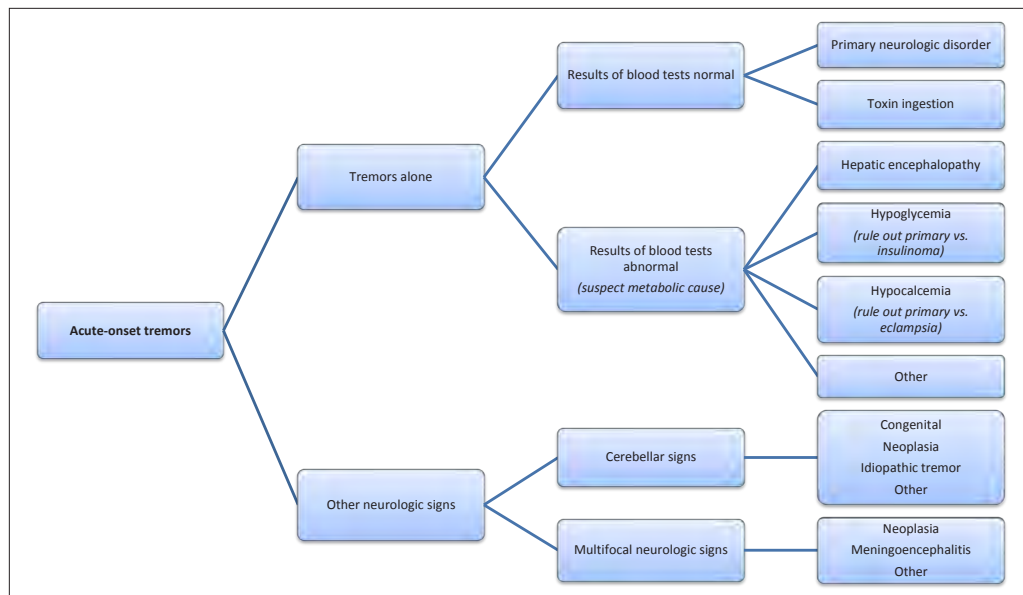 Acute-onset tremors
Tremors alone
Results of blood tests normal
Primary neurologic disorder
Toxin ingestion
Results of blood tests
abnormal
(suspect metabolic cause)
Hepatic encephalopathy
Hypoglycemia
(rule out primary vs.
insulinoma)
Hypocalcemia
(rule out primary vs.
eclampsia)
Other
Other neurologic signs
Cerebellar signs
Congenital
Neoplasia
Idiopathic tremor
Other
Multifocal neurologic signs
Neoplasia
Meningoencephalitis
Other